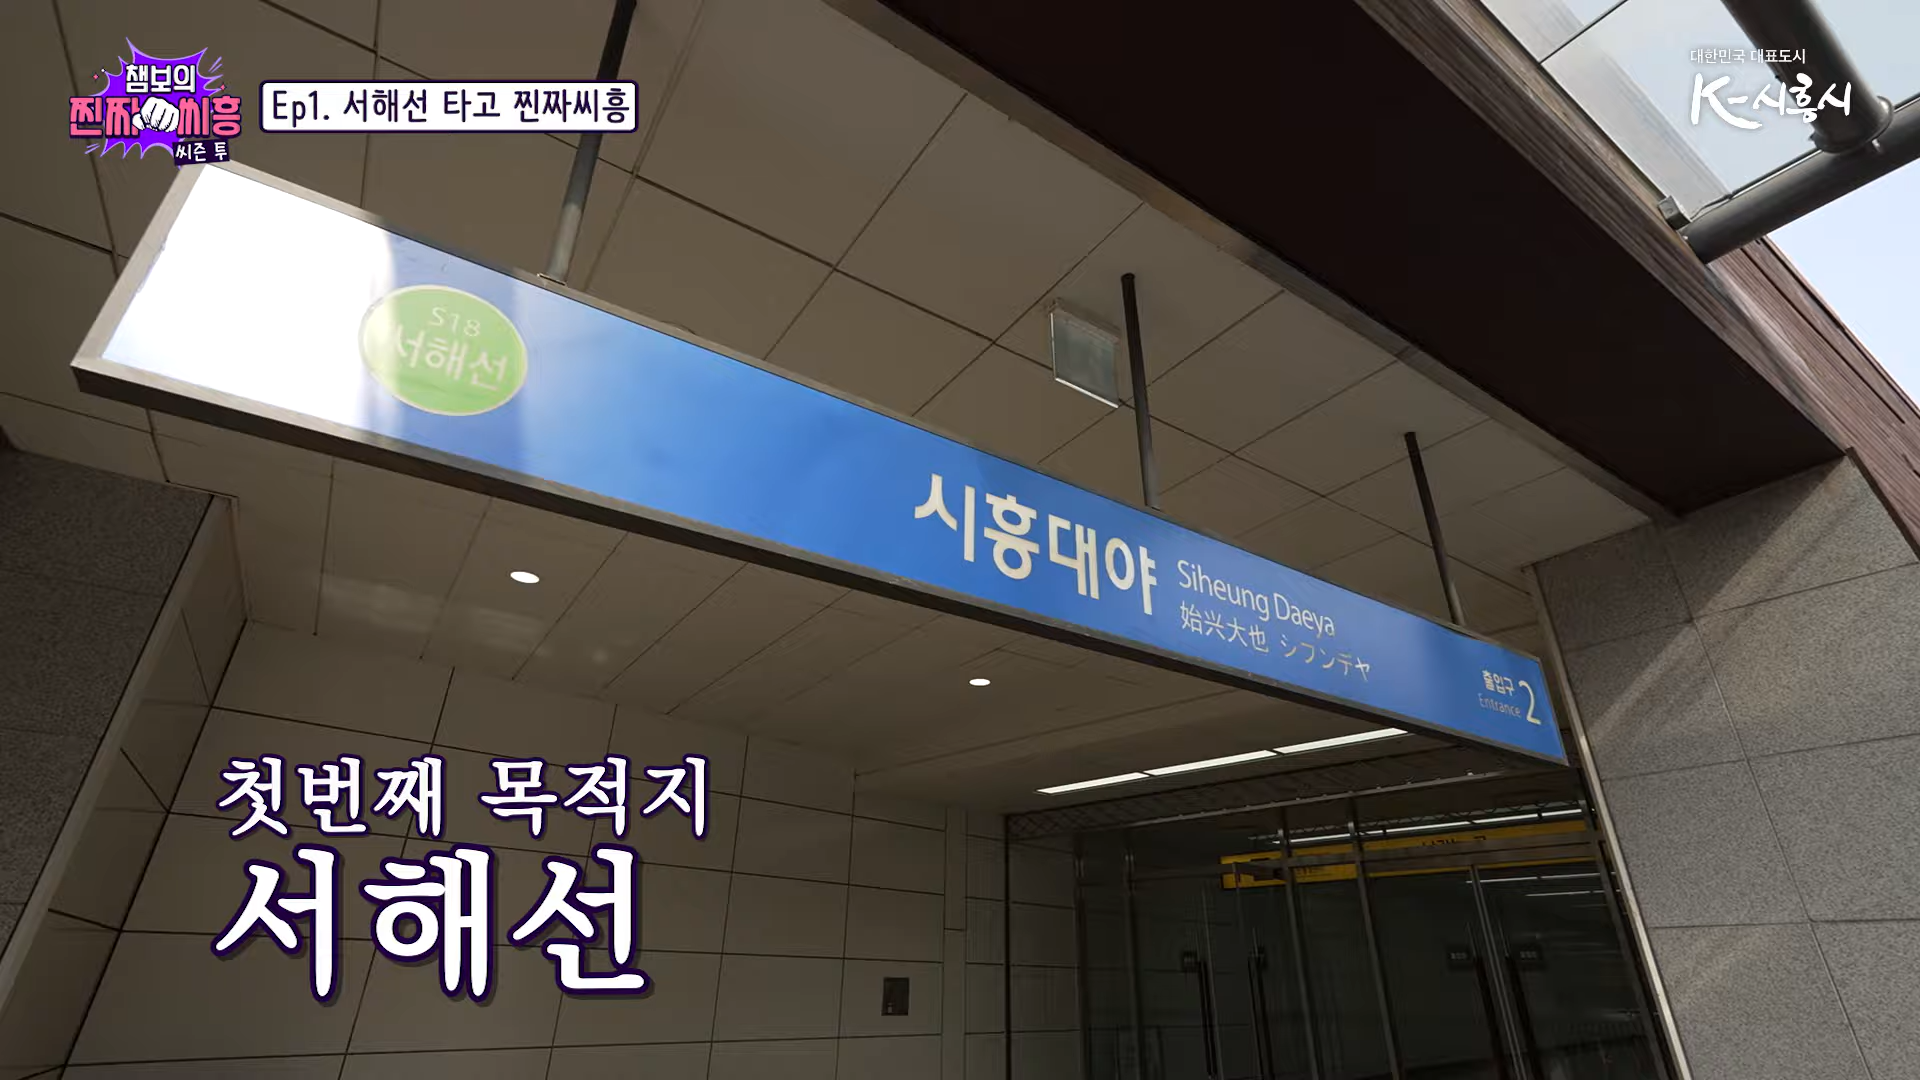 챔보의
찐짜씨흥
씨즌 투
Ep1. 서해선 타고 찐짜씨흥
대한민국 대표도시
K-시흥시
S18
서해선
시흥대야
Siheung Daeya
始兴大也 シフンデヤ
출입구
Entrance
2
첫번째 목적지
서해선